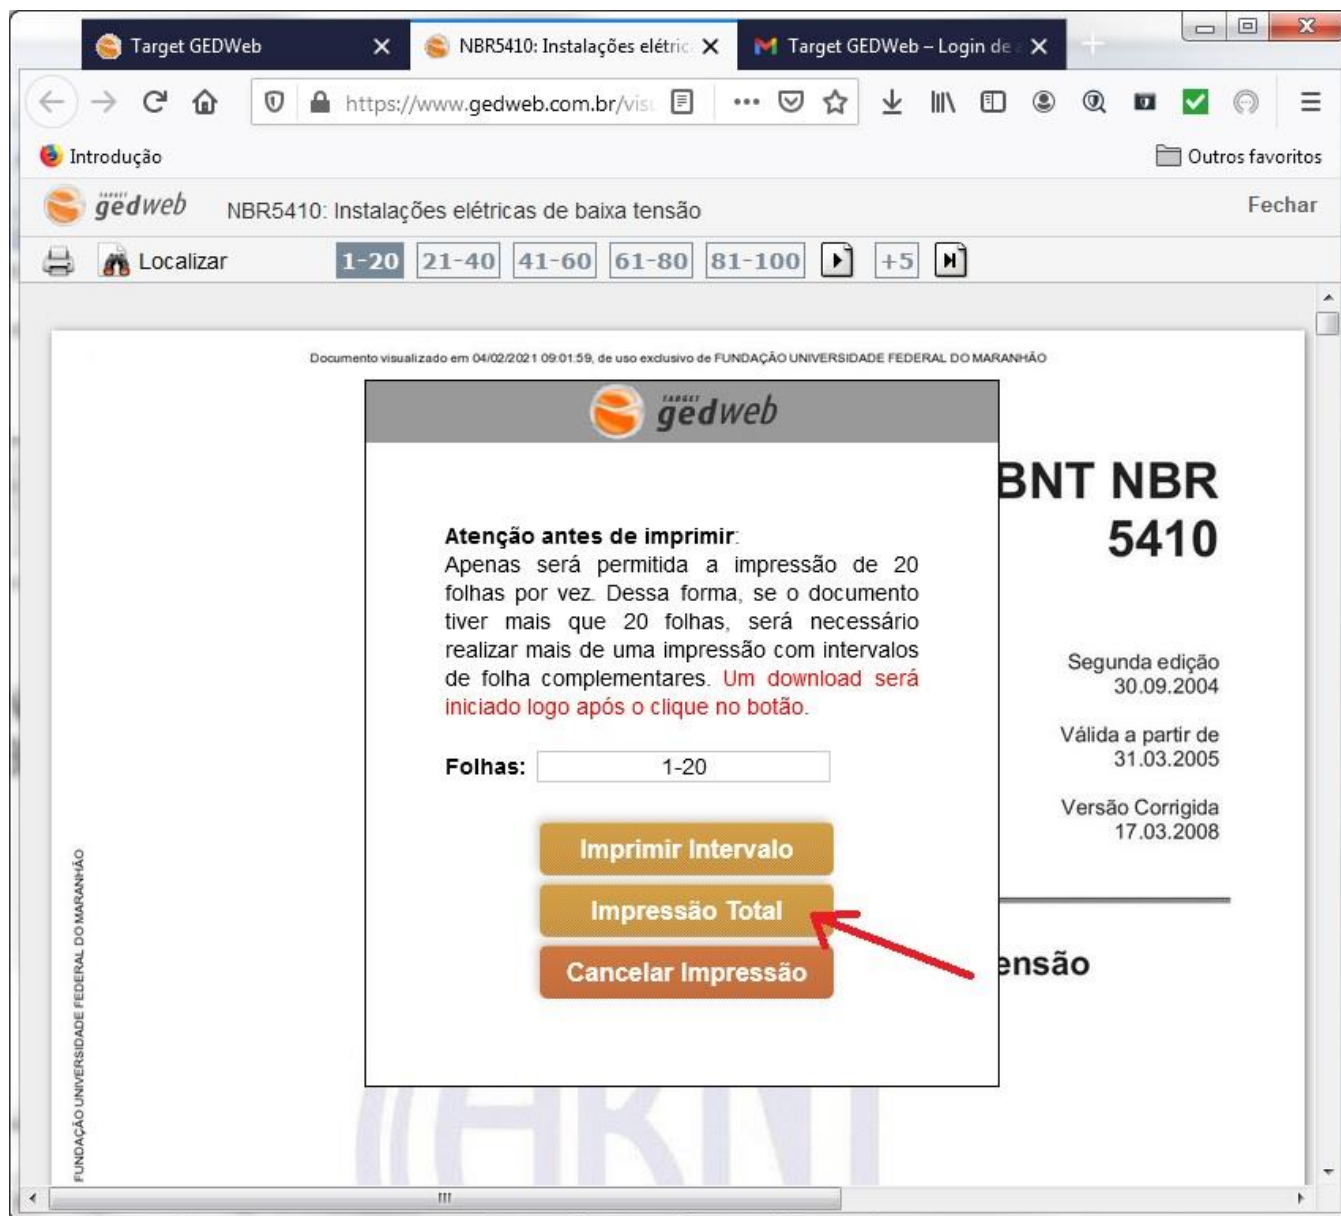 Target GEDWeb
NBR5410: Instalações elétric
Target GEDWeb – Login de
https://www.gedweb.com.br/vis
Introdução
Outros favoritos
TARGET
gedweb
NBR5410: Instalações elétricas de baixa tensão
Fechar
Localizar
1-20 21-40 41-60 61-80 81-100 +5
Documento visualizado em 04/02/2021 09:01:59, de uso exclusivo de FUNDAÇÃO UNIVERSIDADE FEDERAL DO MARANHÃO
TARGET
gedweb
BNT NBR
5410
Atenção antes de imprimir:
Apenas será permitida a impressão de 20
folhas por vez. Dessa forma, se o documento
tiver mais que 20 folhas, será necessário
realizar mais de uma impressão com intervalos
de folha complementares. Um download será
iniciado logo após o clique no botão.
Segunda edição
30.09.2004
Válida a partir de
31.03.2005
Versão Corrigida
17.03.2008
Folhas: 1-20
Imprimir Intervalo
Impressão Total
Cancelar Impressão
ensão
FUNDAÇÃO UNIVERSIDADE FEDERAL DO MARANHÃO
ABNT